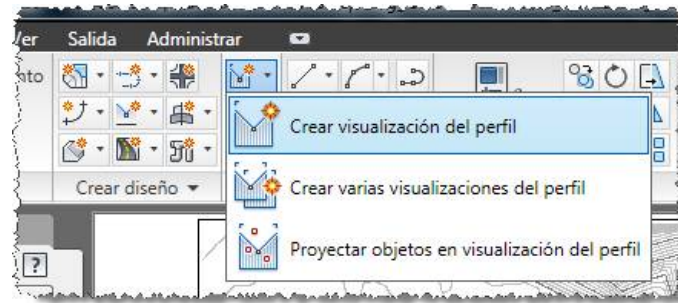 Ver Salida Administrar
nto
Crear visualización del perfil
Crear varias visualizaciones del perfil
Crear diseño
Proyectar objetos en visualización del perfil
?